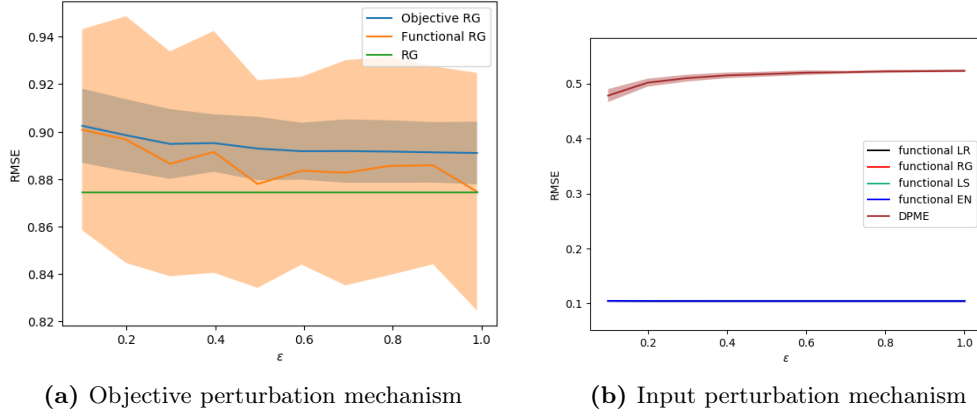 0.94
0.92
0.90
0.88
0.86
0.84
0.82
RMSE
Objective RG
Functional RG
RG
0.2
0.4
0.6
0.8
1.0
ε
(a) Objective perturbation mechanism
0.5
0.4
0.3
0.2
0.1
RMSE
functional LR
functional RG
functional LS
functional EN
DPME
0.2
0.4
0.6
0.8
1.0
ε
(b) Input perturbation mechanism